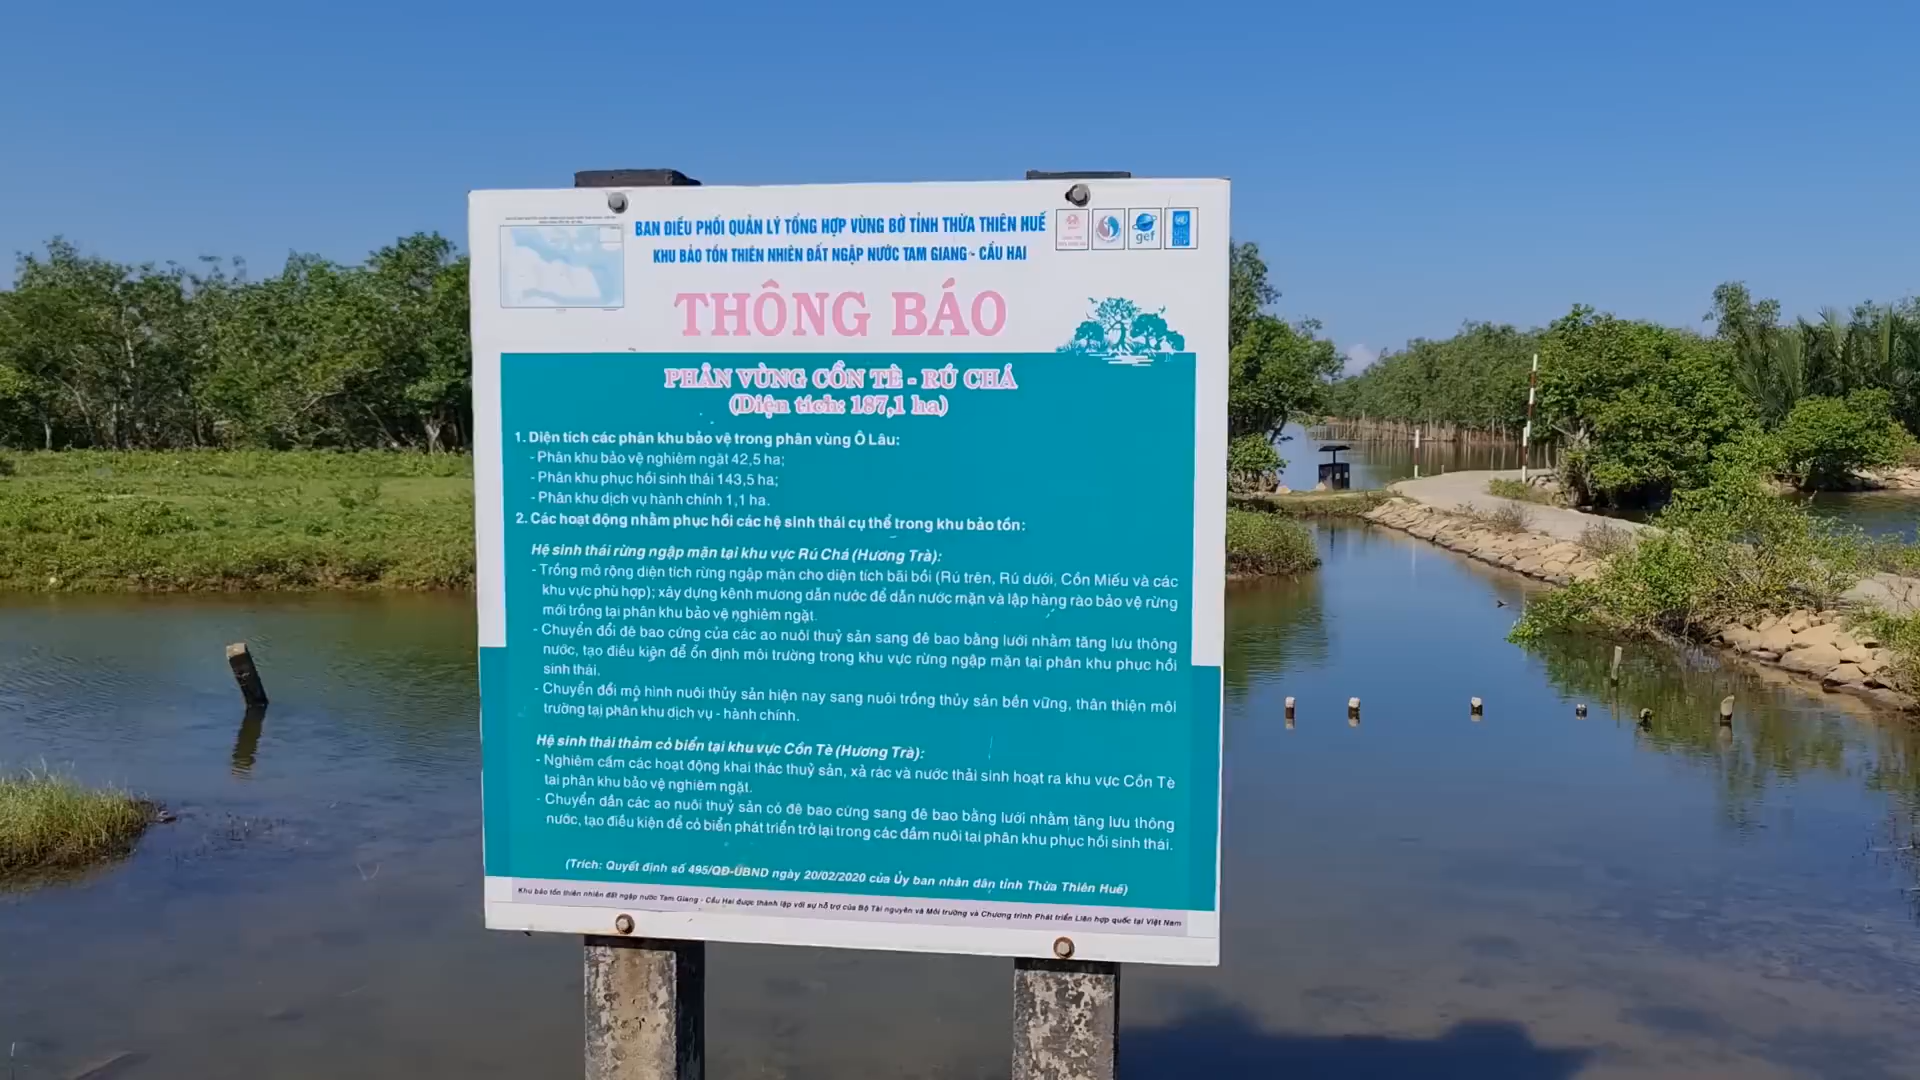 BAN ĐIỀU PHỐI QUẢN LÝ TỔNG HỢP VÙNG BỜ TỈNH THỪA THIÊN HUẾ
KHU BẢO TỒN THIÊN NHIÊN ĐẤT NGẬP NƯỚC TAM GIANG - CẦU HAI
gef
THÔNG BÁO
PHÂN VÙNG CỒN TÈ - RÚ CHÁ
(Diện tích: 187,1 ha)
1. Diện tích các phân khu bảo vệ trong phân vùng Ô Lâu:
- Phân khu bảo vệ nghiêm ngặt 42,5 ha;
- Phân khu phục hồi sinh thái 143,5 ha;
- Phân khu dịch vụ hành chính 1,1 ha.
2. Các hoạt động nhằm phục hồi các hệ sinh thái cụ thể trong khu bảo tồn:
Hệ sinh thái rừng ngập mặn tại khu vực Rú Chá (Hương Trà):
- Trồng mở rộng diện tích rừng ngập mặn cho diện tích bãi bồi (Rú trên, Rú dưới, Cồn Miếu và các
khu vực phù hợp); xây dựng kênh mương dẫn nước để dẫn nước mặn và lập hàng rào bảo vệ rừng
mới trồng tại phân khu bảo vệ nghiêm ngặt.
- Chuyển đổi đê bao cứng của các ao nuôi thuỷ sản sang đê bao bằng lưới nhằm tăng lưu thông
nước, tạo điều kiện để ổn định môi trường trong khu vực rừng ngập mặn tại phân khu phục hồi
sinh thái.
- Chuyển đổi mô hình nuôi thủy sản hiện nay sang nuôi trồng thủy sản bền vững, thân thiện môi
trường tại phân khu dịch vụ - hành chính.
Hệ sinh thái thảm cỏ biển tại khu vực Cồn Tè (Hương Trà):
- Nghiêm cấm các hoạt động khai thác thuỷ sản, xả rác và nước thải sinh hoạt ra khu vực Cồn Tè
tại phân khu bảo vệ nghiêm ngặt.
- Chuyển dần các ao nuôi thuỷ sản có đê bao cứng sang đê bao bằng lưới nhằm tăng lưu thông
nước, tạo điều kiện để cỏ biển phát triển trở lại trong các đầm nuôi tại phân khu phục hồi sinh thái.
(Trích: Quyết định số 495/QĐ-UBND ngày 20/02/2020 của Ủy ban nhân dân tỉnh Thừa Thiên Huế)
Khu bảo tồn thiên nhiên đất ngập nước Tam Giang - Cầu Hai được thành lập với sự hỗ trợ của Bộ Tài nguyên và Môi trường và Chương trình Phát triển Liên hợp quốc tại Việt Nam